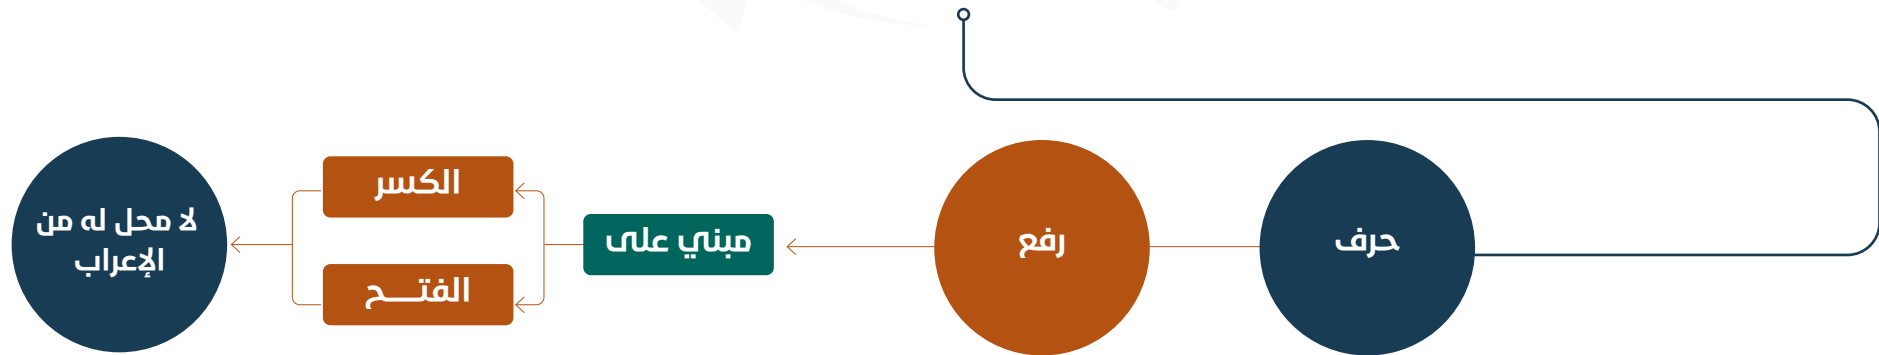 حرف
رفع
مبني على
الكسر
الفتـــح
لا محل له من
الإعراب